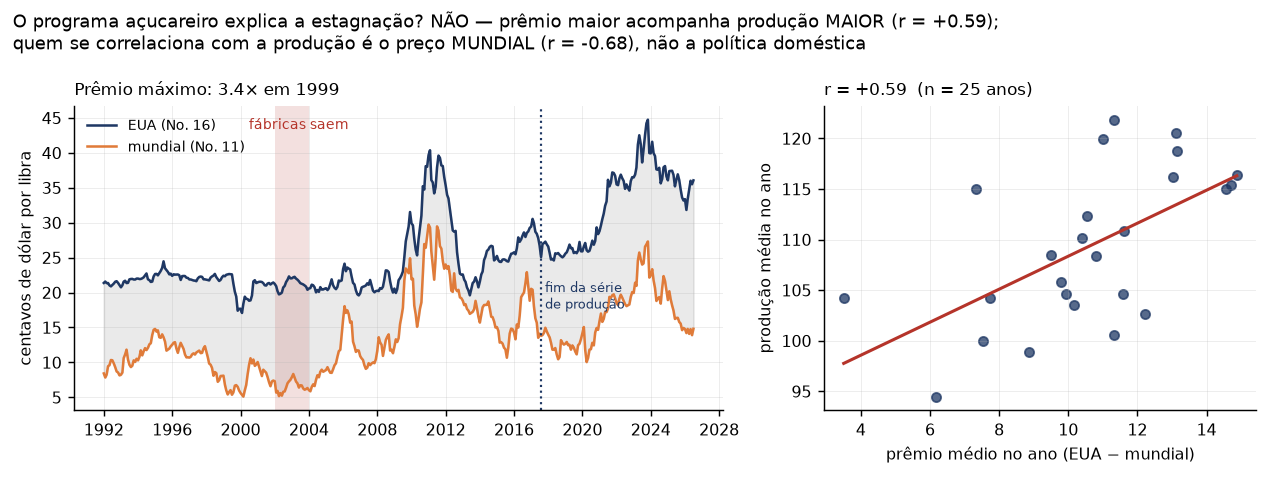 O programa açucareiro explica a estagnação? NÃO — prêmio maior acompanha produção MAIOR (r = +0.59);
quem se correlaciona com a produção é o preço MUNDIAL (r = -0.68), não a política doméstica
Prêmio máximo: 3.4× em 1999
centavos de dólar por libra
45
40
35
30
25
20
15
10
5
EUA (No. 16)
mundial (No. 11)
fábricas saem
fim da série
de produção
1992
1996
2000
2004
2008
2012
2016
2020
2024
2028
r = +0.59  (n = 25 anos)
produção média no ano
120
115
110
105
100
95
4
6
8
10
12
14
prêmio médio no ano (EUA − mundial)